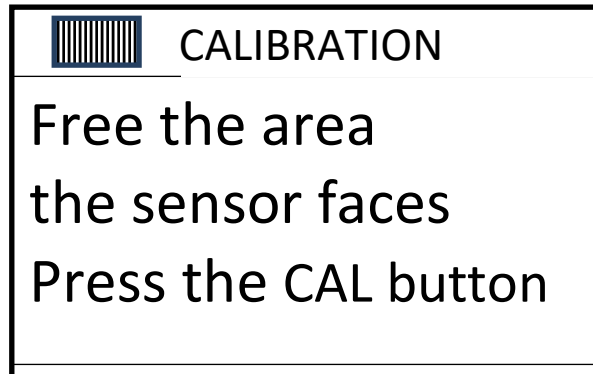 CALIBRATION
Free the area
the sensor faces
Press the CAL button